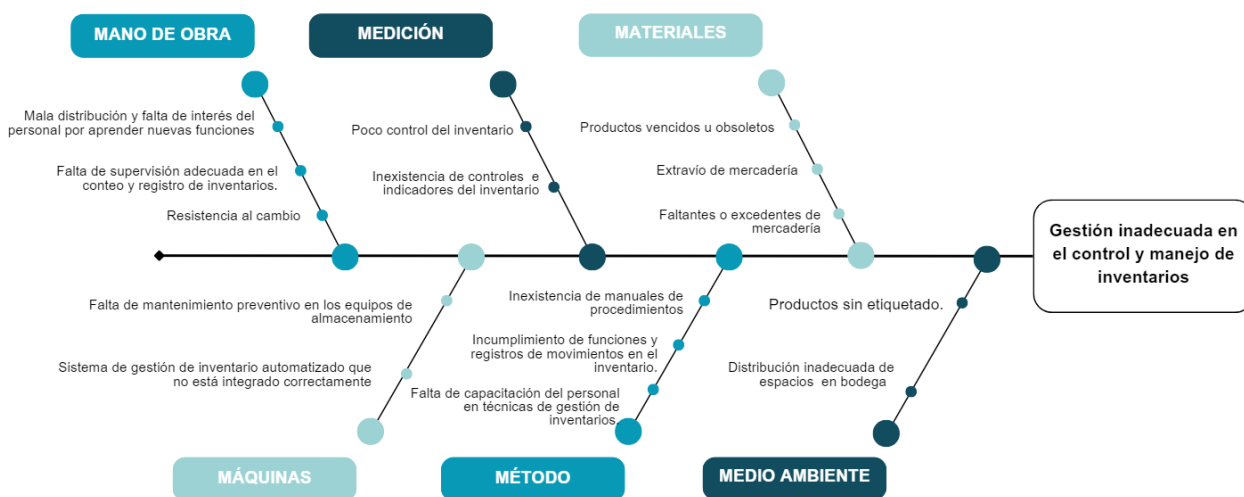 MANO DE OBRA
MEDICIÓN
MATERIALES
Mala distribución y falta de interés del
personal por aprender nuevas funciones
Falta de supervisión adecuada en el
conteo y registro de inventarios.
Resistencia al cambio
Poco control del inventario
Inexistencia de controles e
indicadores del inventario
Productos vencidos u obsoletos
Extravío de mercadería
Faltantes o excedentes de
mercadería
Gestión inadecuada en
el control y manejo de
inventarios
Falta de mantenimiento preventivo en los equipos de
almacenamiento
Sistema de gestión de inventario automatizado que
no está integrado correctamente
Inexistencia de manuales de
procedimientos
Incumplimiento de funciones y
registros de movimientos en el
inventario.
Falta de capacitación del personal
en técnicas de gestión de
inventarios.
Productos sin etiquetado.
Distribución inadecuada de
espacios en bodega
MÁQUINAS
MÉTODO
MEDIO AMBIENTE